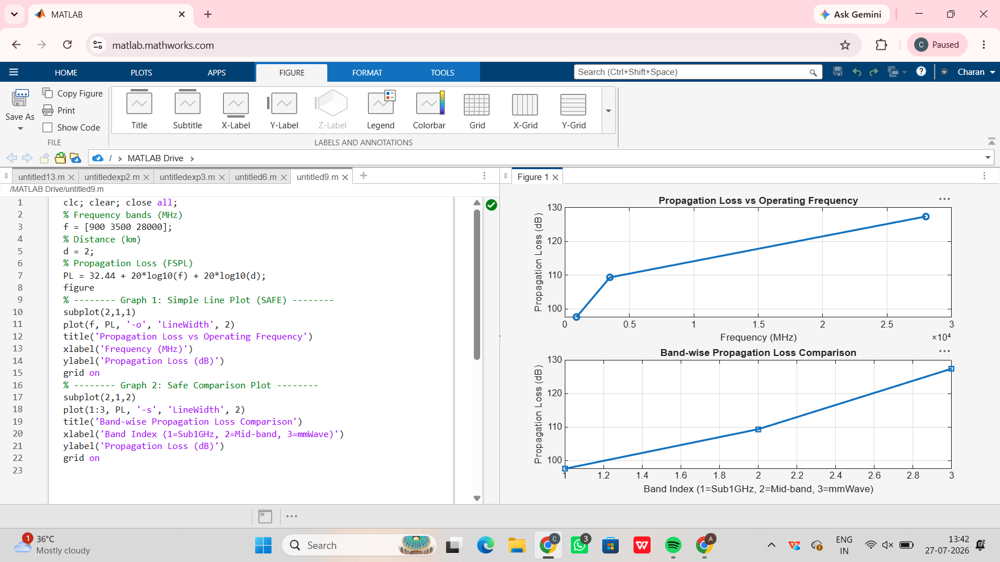 MATLAB
Ask Gemini
matlab.mathworks.com
C
Paused
HOME
PLOTS
APPS
FIGURE
FORMAT
TOOLS
Search (Ctrl+Shift+Space)
?
Charan
Save As
Copy Figure
Print
Show Code
FILE
Title
Subtitle
X-Label
Y-Label
Z-Label
Legend
Colorbar
Grid
X-Grid
Y-Grid
LABELS AND ANNOTATIONS
/ > MATLAB Drive >
untitled13.m
untitledexp2.m
untitledexp3.m
untitled6.m
untitled9.m
/MATLAB Drive/untitled9.m
1 clc; clear; close all;
2 % Frequency bands (MHz)
3 f = [900 3500 28000];
4 % Distance (km)
5 d = 2;
6 % Propagation Loss (FSPL)
7 PL = 32.44 + 20*log10(f) + 20*log10(d);
8 figure
9 % -------- Graph 1: Simple Line Plot (SAFE) --------
10 subplot(2,1,1)
11 plot(f, PL, '-o', 'LineWidth', 2)
12 title('Propagation Loss vs Operating Frequency')
13 xlabel('Frequency (MHz)')
14 ylabel('Propagation Loss (dB)')
15 grid on
16 % -------- Graph 2: Safe Comparison Plot --------
17 subplot(2,1,2)
18 plot(1:3, PL, '-s', 'LineWidth', 2)
19 title('Band-wise Propagation Loss Comparison')
20 xlabel('Band Index (1=Sub1GHz, 2=Mid-band, 3=mmWave)')
21 ylabel('Propagation Loss (dB)')
22 grid on
23
Figure 1
Propagation Loss vs Operating Frequency
Propagation Loss (dB)
130
120
110
100
0 0.5 1 1.5 2 2.5 3
Frequency (MHz)
×10⁴
Band-wise Propagation Loss Comparison
Propagation Loss (dB)
130
120
110
100
1 1.2 1.4 1.6 1.8 2 2.2 2.4 2.6 2.8 3
Band Index (1=Sub1GHz, 2=Mid-band, 3=mmWave)
1
36°C
Mostly cloudy
Search
C
3
W
A
ENG
IN
13:42
27-07-2026